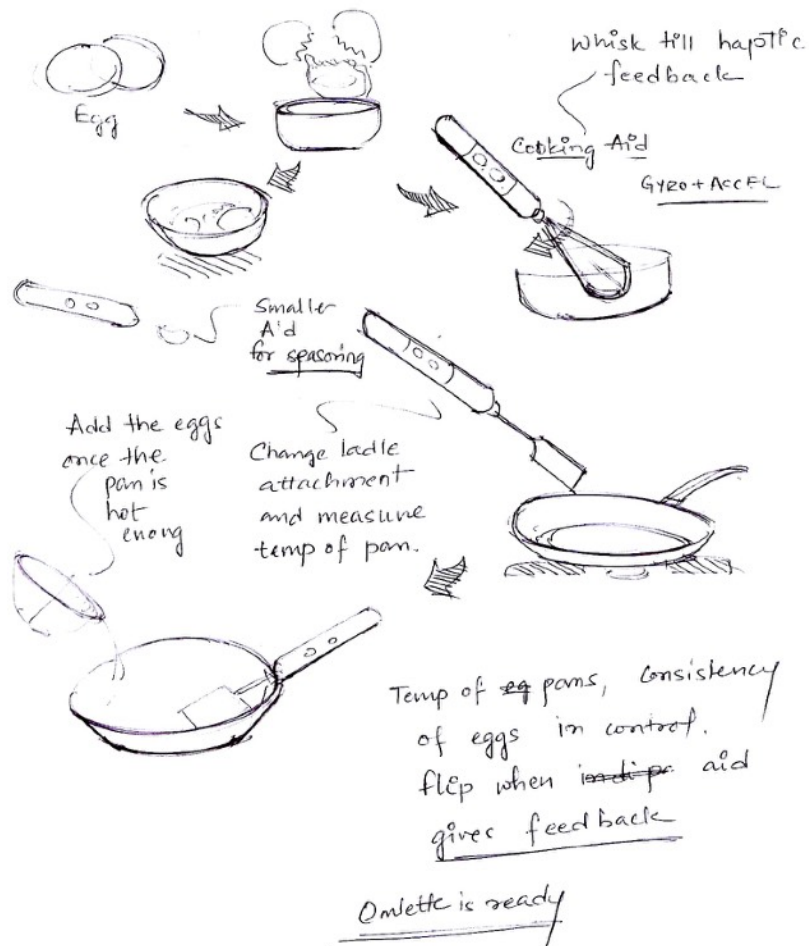 Egg
Whisk till haptic
feedback
Cooking Aid
GYRO + ACCEL
Smaller
Aid
for spasoring
Add the eggs
once the
pan is
hot
enong
Change ladle
attachment
and measure
temp of pan.
Temp of eg pans, consistency
of eggs in control.
flip when aid
gives feedback
Omlette is ready